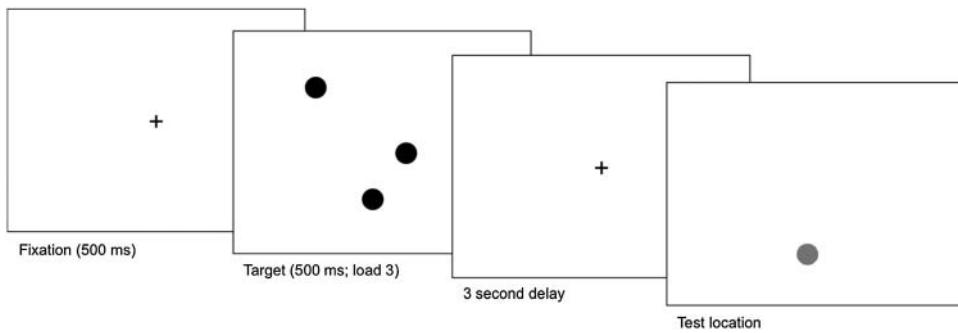 Fixation (500 ms)
Target (500 ms; load 3)
3 second delay
Test location